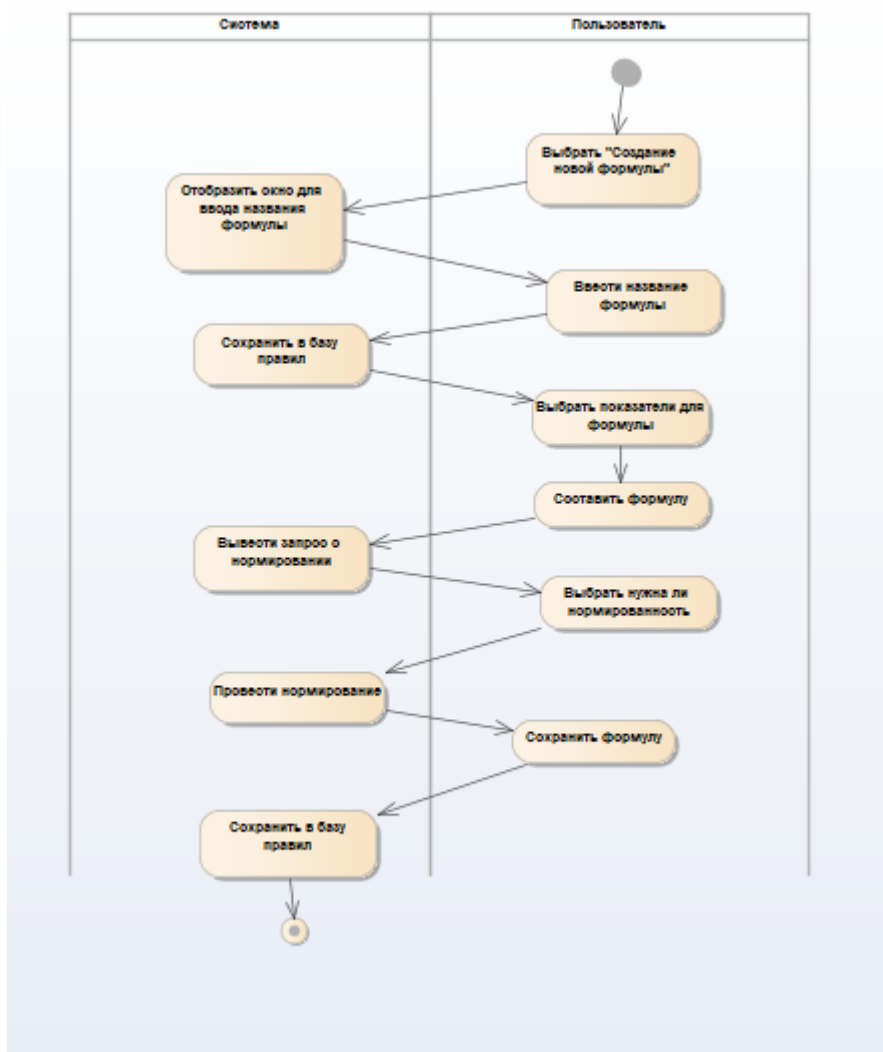 Система
Пользователь
Выбрать "Создание
новой формулы"
Отобразить окно для
ввода названия
формулы
Ввести название
формулы
Сохранить в базу
правил
Выбрать показатели для
формулы
Составить формулу
Вывести запрос о
нормировании
Выбрать нужна ли
нормированность
Провести нормирование
Сохранить формулу
Сохранить в базу
правил